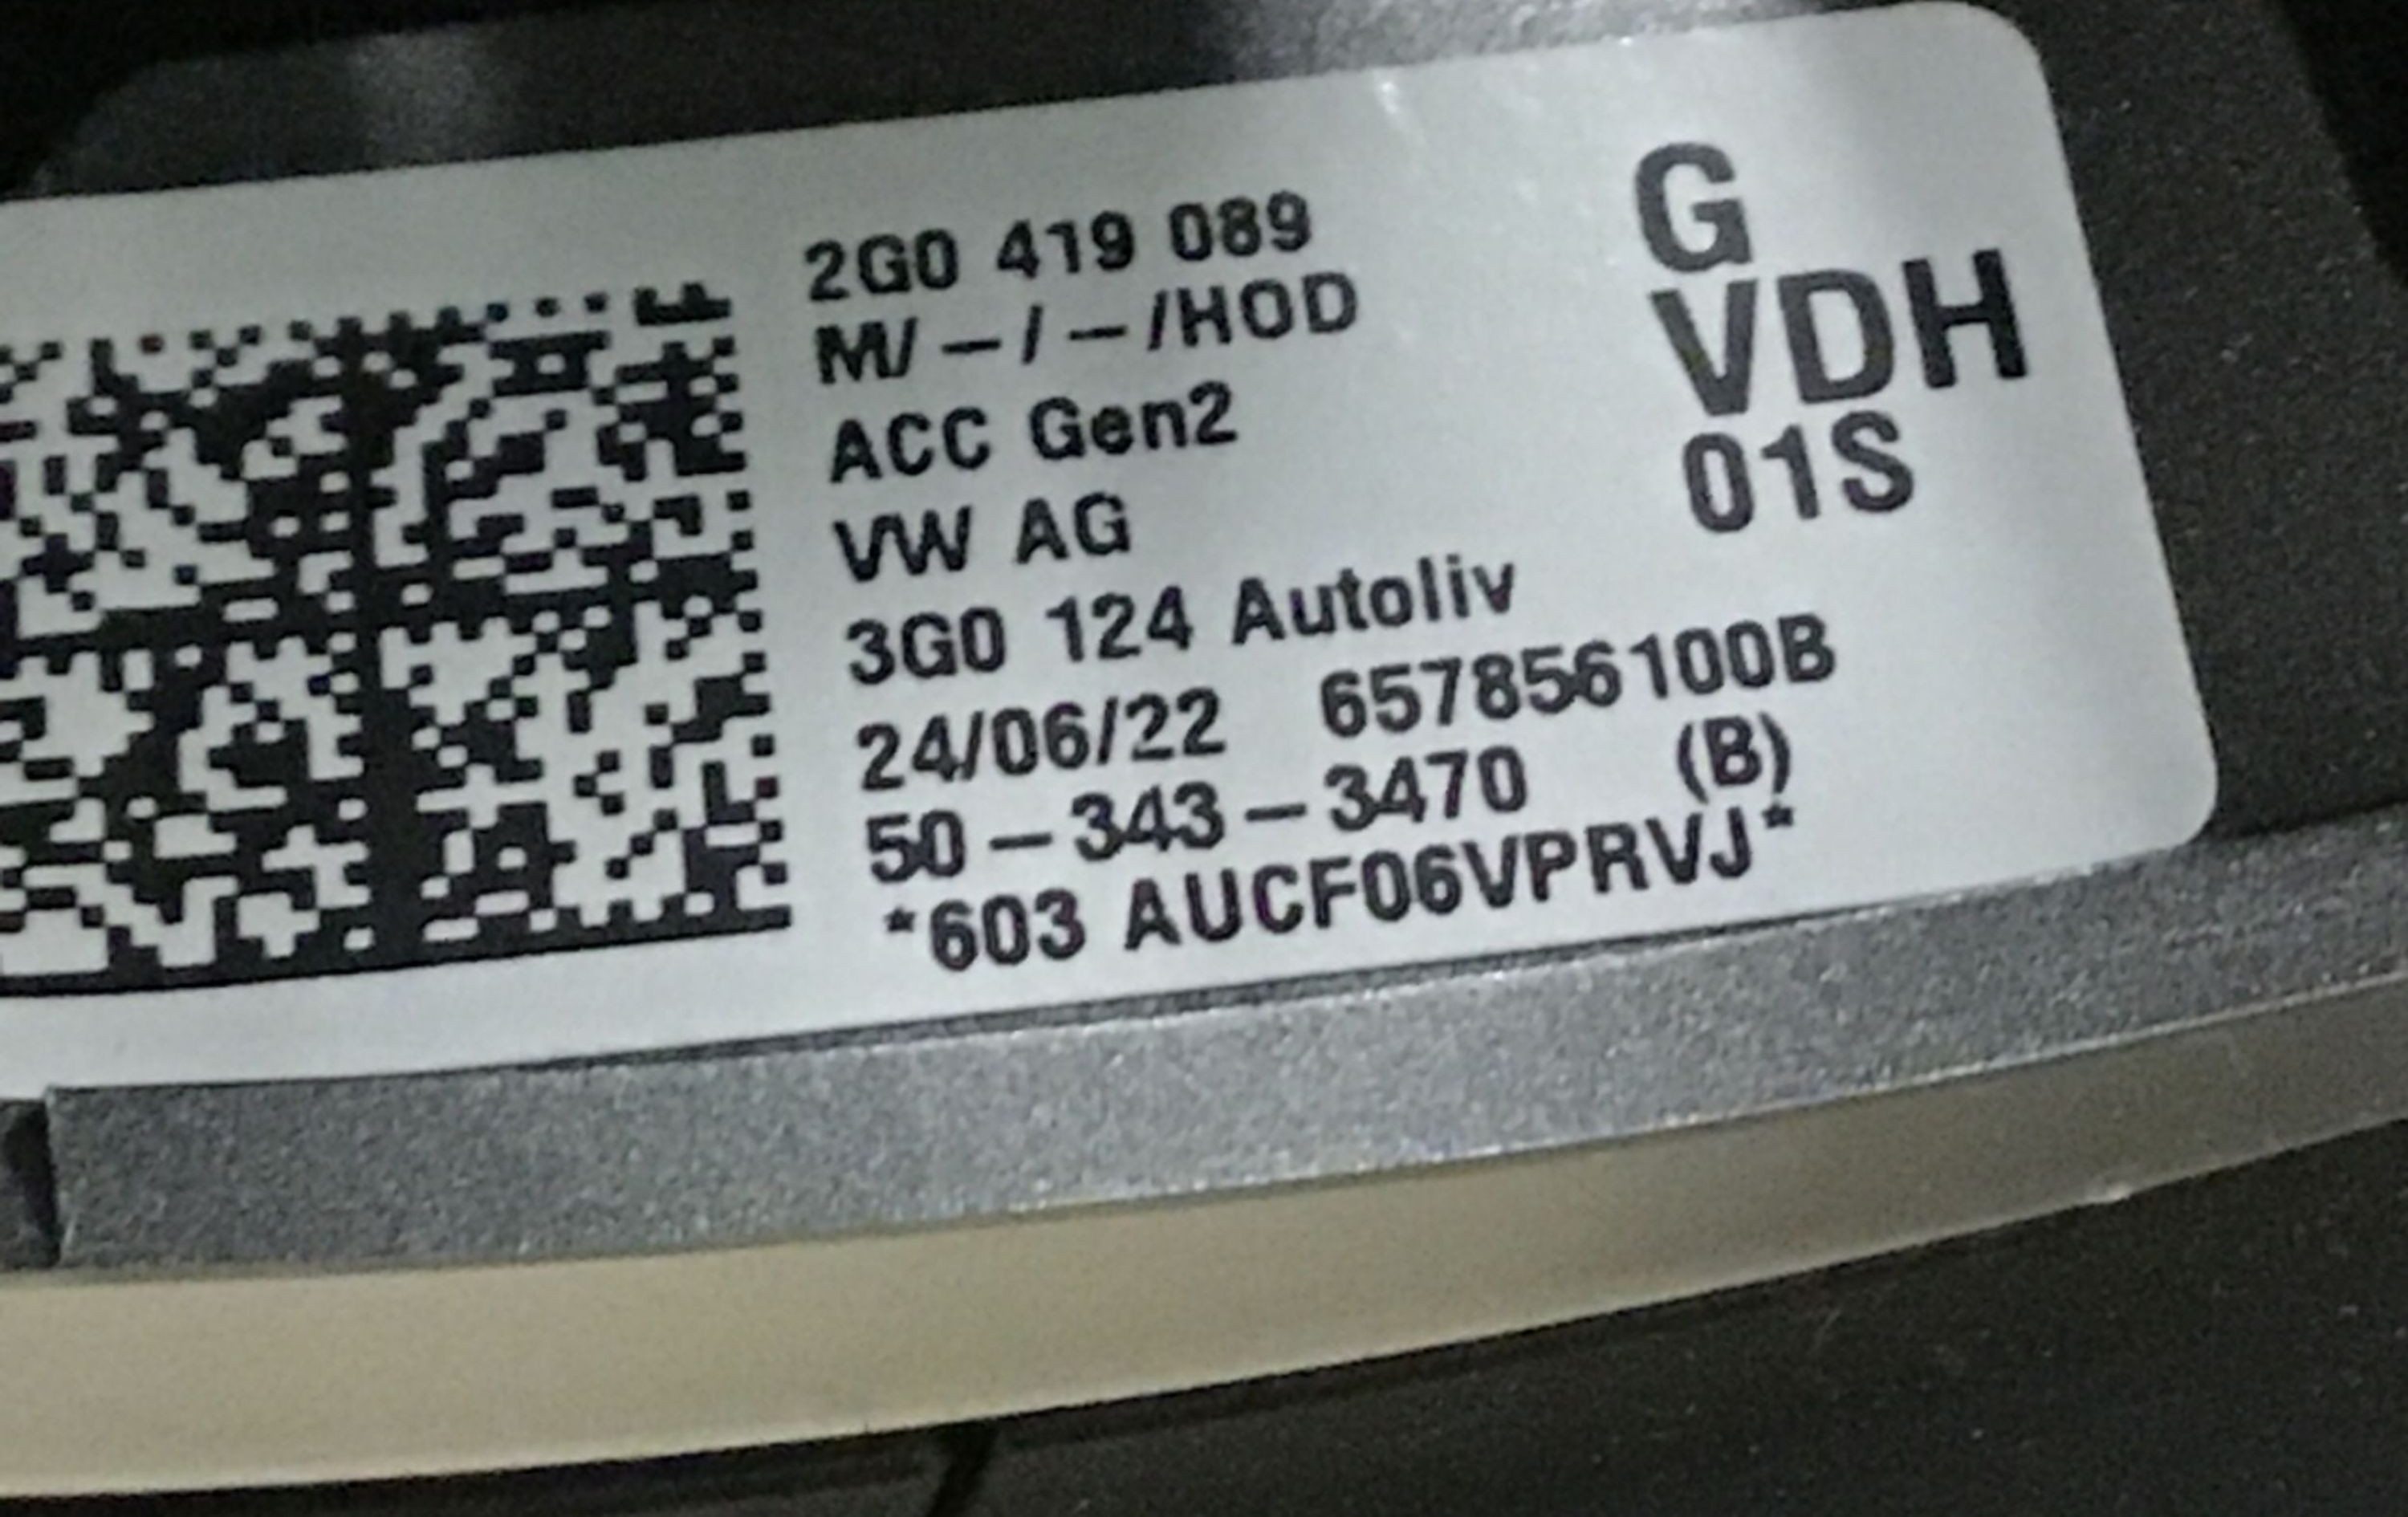 2G0 419 089
M/-/-/HOD
ACC Gen2
VW AG
3G0 124 Autoliv
24/06/22 657856100B
50-343-3470 (B)
*603 AUCF06VPRVJ*
G
VDH
01S